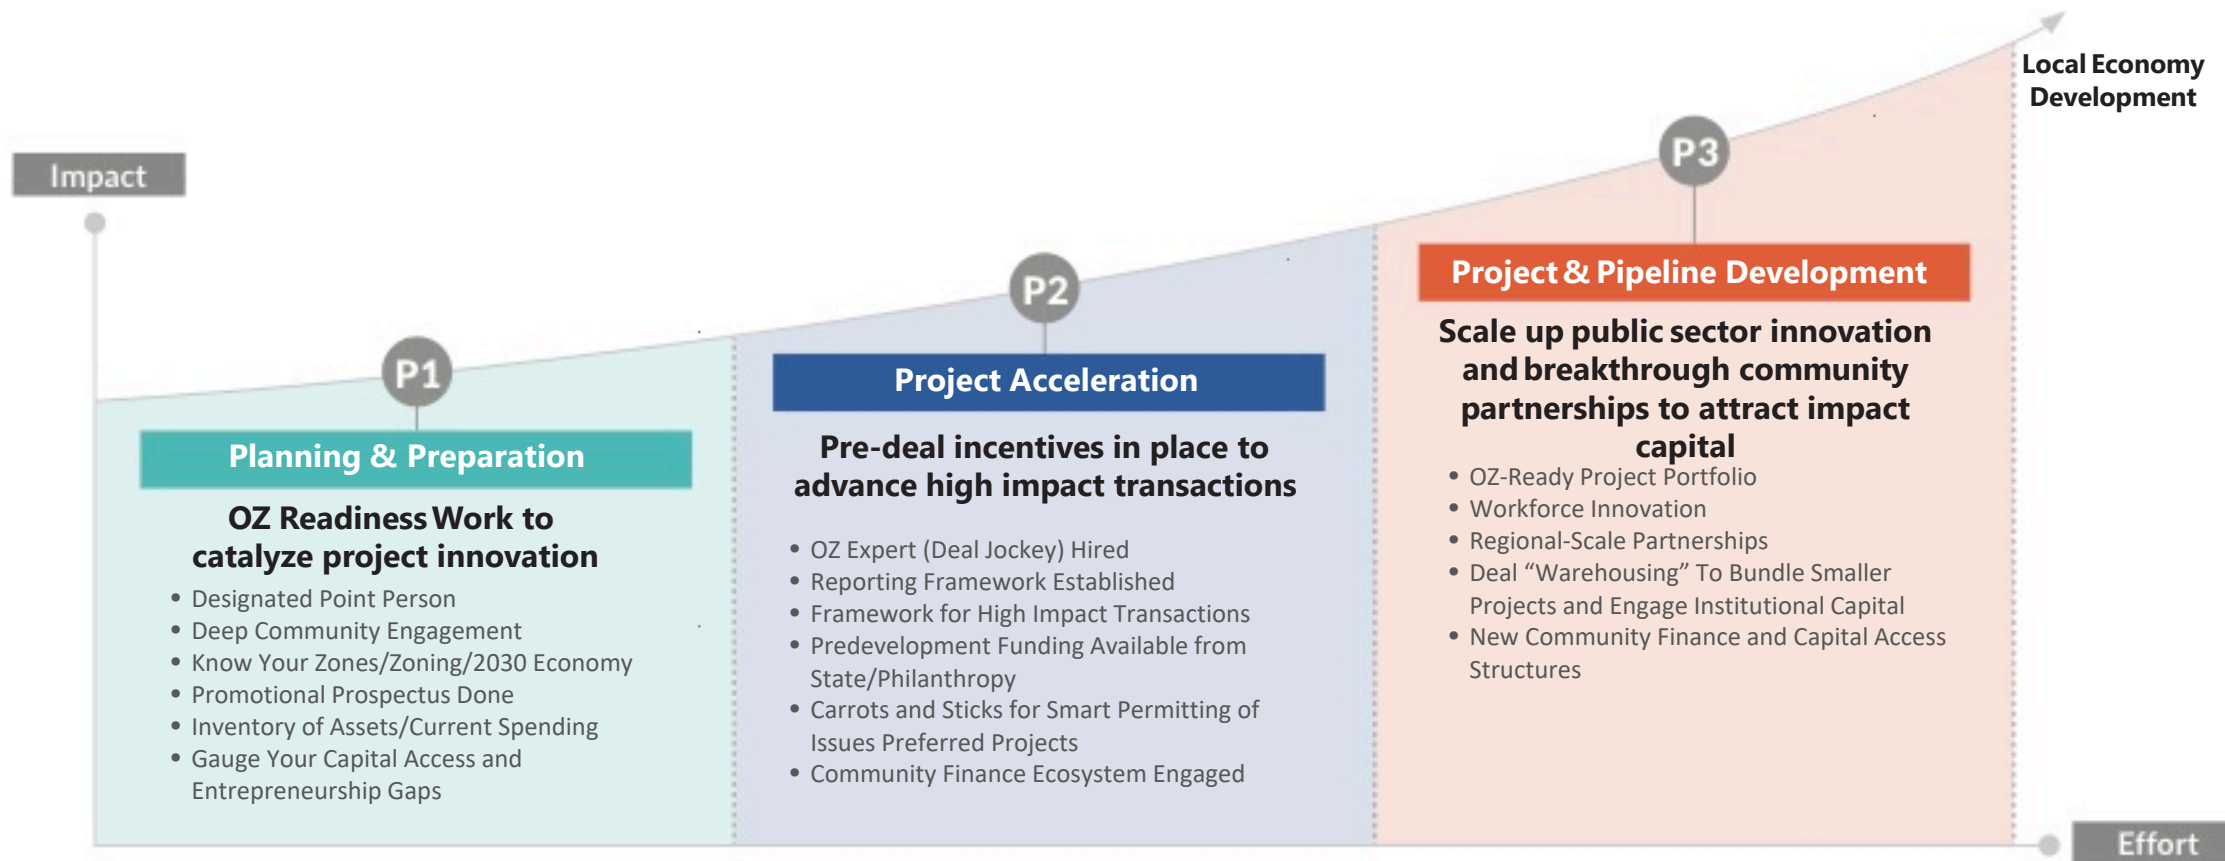 Impact
P1
Planning & Preparation
OZ Readiness Work to
catalyze project innovation
• Designated Point Person
• Deep Community Engagement
• Know Your Zones/Zoning/2030 Economy
• Promotional Prospectus Done
• Inventory of Assets/Current Spending
• Gauge Your Capital Access and
Entrepreneurship Gaps
P2
Project Acceleration
Pre-deal incentives in place to
advance high impact transactions
• OZ Expert (Deal Jockey) Hired
• Reporting Framework Established
• Framework for High Impact Transactions
• Predevelopment Funding Available from
State/Philanthropy
• Carrots and Sticks for Smart Permitting of
Issues Preferred Projects
• Community Finance Ecosystem Engaged
P3
Project & Pipeline Development
Scale up public sector innovation
and breakthrough community
partnerships to attract impact
capital
• OZ-Ready Project Portfolio
• Workforce Innovation
• Regional-Scale Partnerships
• Deal “Warehousing” To Bundle Smaller
Projects and Engage Institutional Capital
• New Community Finance and Capital Access
Structures
Local Economy
Development
Effort